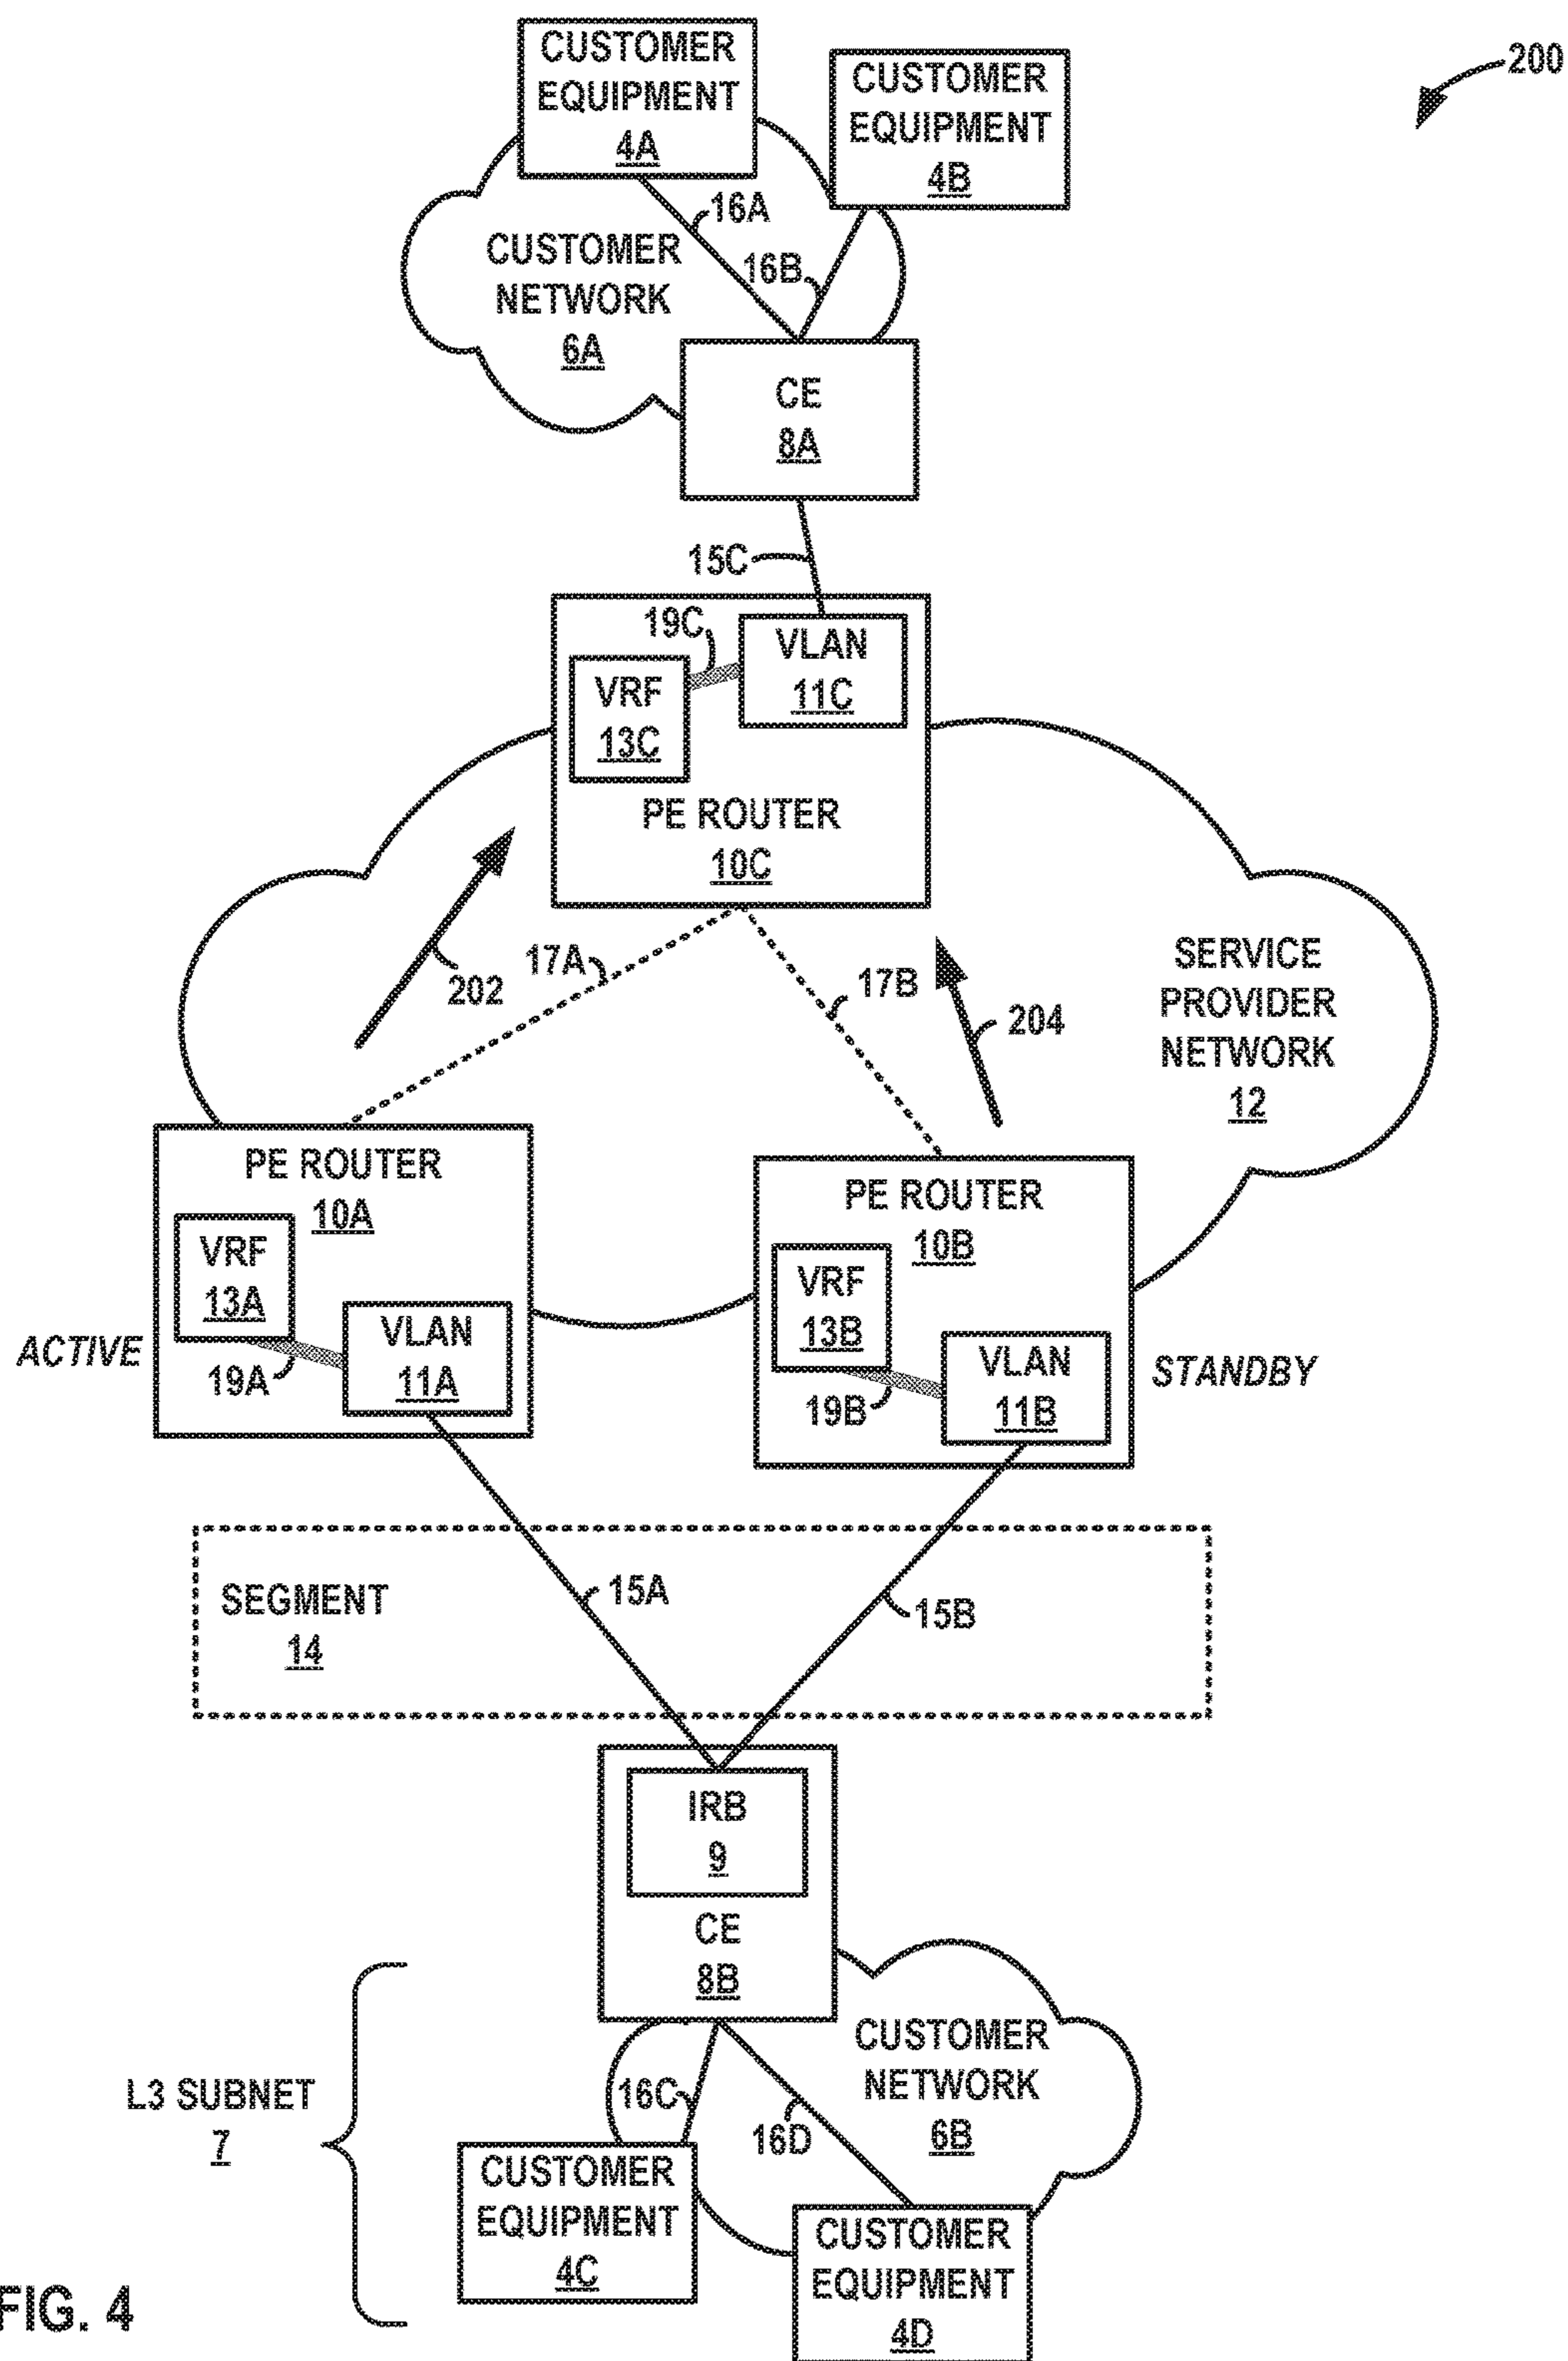 200
CUSTOMER
EQUIPMENT
4A
CUSTOMER
EQUIPMENT
4B
16A
16B
CUSTOMER
NETWORK
6A
CE
8A
15C
19C
VLAN
11C
VRF
13C
PE ROUTER
10C
202
17A
17B
204
SERVICE
PROVIDER
NETWORK
12
PE ROUTER
10A
VRF
13A
VLAN
11A
19A
ACTIVE
PE ROUTER
10B
VRF
13B
VLAN
11B
19B
STANDBY
SEGMENT
14
15A
15B
IRB
9
CE
8B
CUSTOMER
NETWORK
6B
16C
16D
L3 SUBNET
7
CUSTOMER
EQUIPMENT
4C
CUSTOMER
EQUIPMENT
4D
FIG. 4